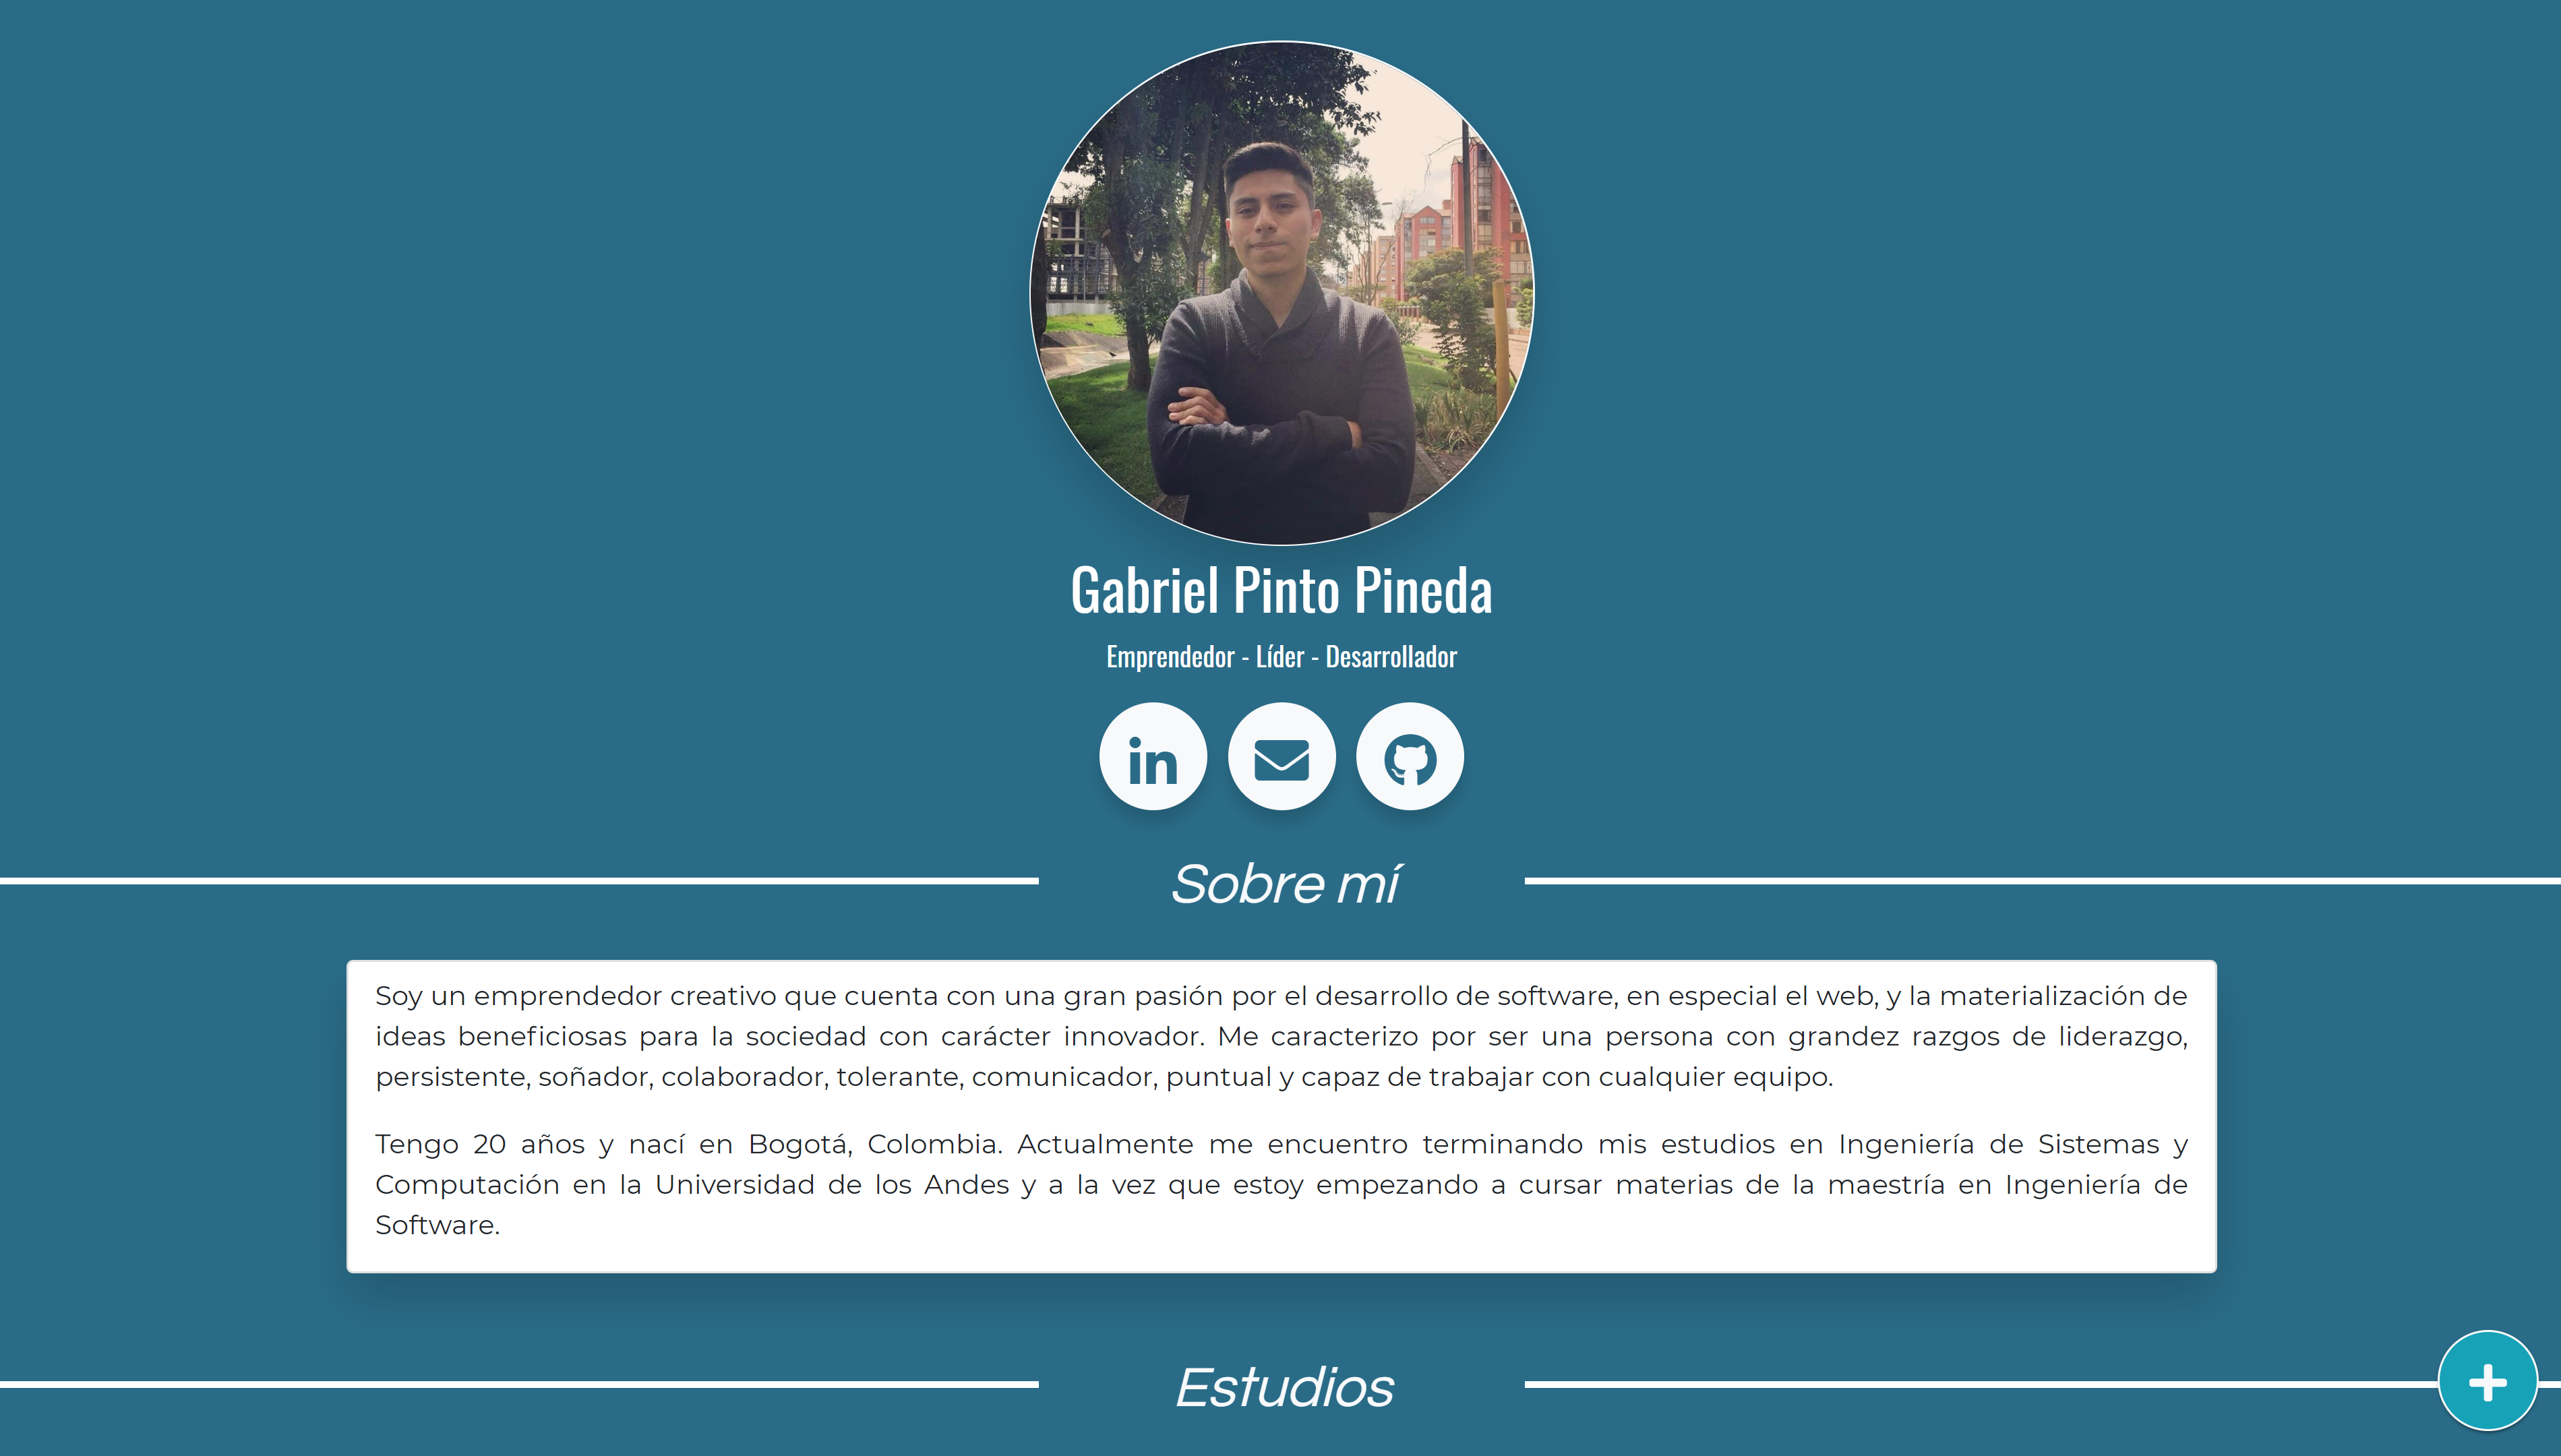 Gabriel Pinto Pineda
Emprendedor - Líder - Desarrollador
in
Sobre mí
Soy un emprendedor creativo que cuenta con una gran pasión por el desarrollo de software, en especial el web, y la materialización de
ideas beneficiosas para la sociedad con carácter innovador. Me caracterizo por ser una persona con grandez razgos de liderazgo,
persistente, soñador, colaborador, tolerante, comunicador, puntual y capaz de trabajar con cualquier equipo.
Tengo 20 años y nací en Bogotá, Colombia. Actualmente me encuentro terminando mis estudios en Ingeniería de Sistemas y
Computación en la Universidad de los Andes y a la vez que estoy empezando a cursar materias de la maestría en Ingeniería de
Software.
Estudios